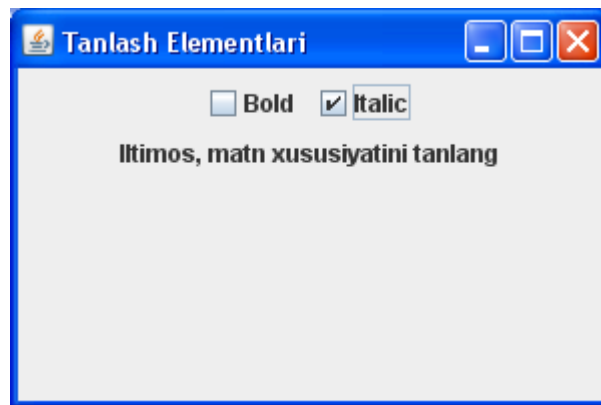 Tanlash Elementlari
Bold Italic
Iltimos, matn xususiyatini tanlang